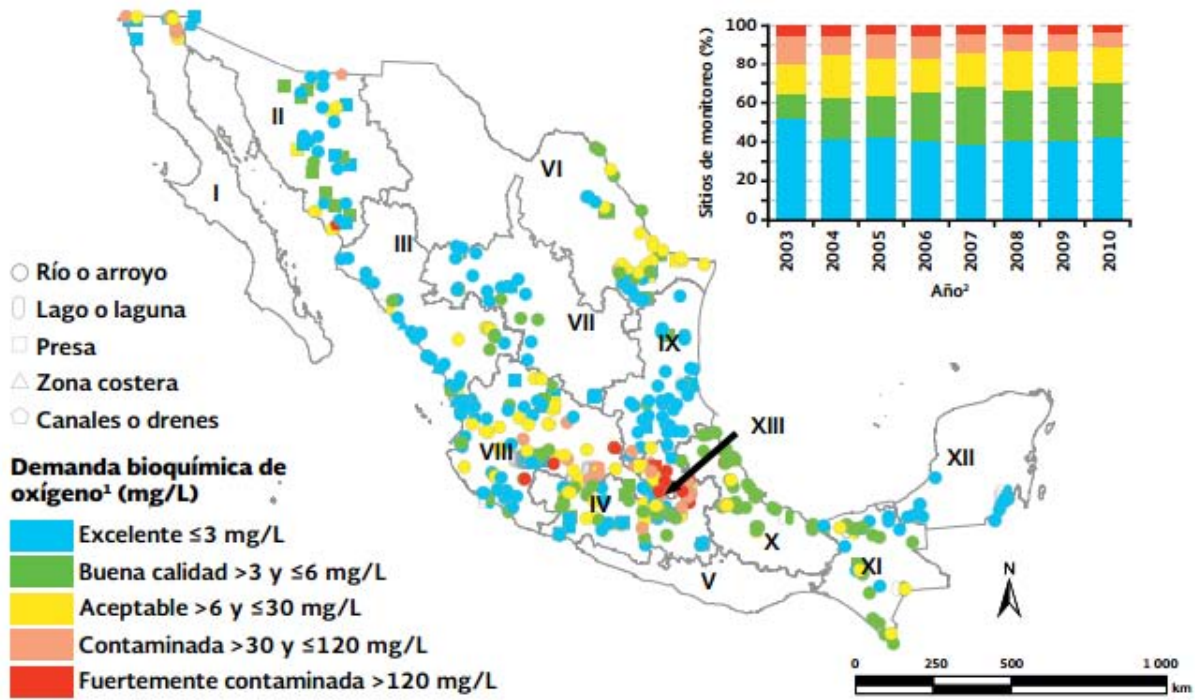 I
II
III
IV
V
VI
VII
VIII
IX
X
XI
XII
XIII
Río o arroyo
Lago o laguna
Presa
Zona costera
Canales o drenes
Demanda bioquímica de
oxígeno¹ (mg/L)
Excelente ≤3 mg/L
Buena calidad >3 y ≤6 mg/L
Aceptable >6 y ≤30 mg/L
Contaminada >30 y ≤120 mg/L
Fuertemente contaminada >120 mg/L
Sitios de monitoreo (%)
100
80
60
40
20
0
2003
2004
2005
2006
2007
2008
2009
2010
Año²
N
0 250 500 1 000
km